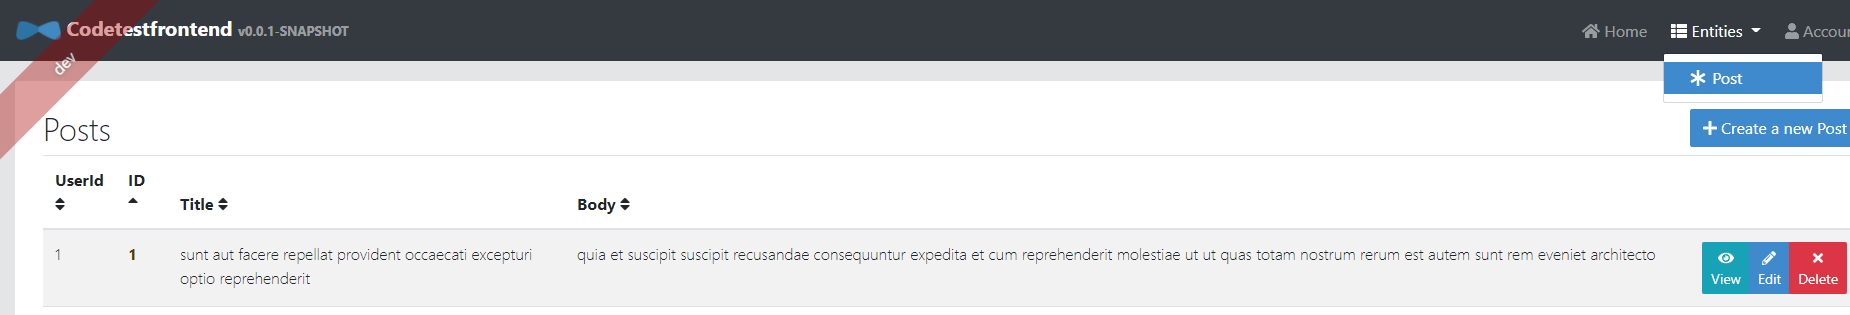 Codetestfrontend v0.0.1-SNAPSHOT
Home Entities
dev
Post
Posts
Create a new Post
UserId ID
Title Body
1 1 sunt aut facere repellat provident occaecati excepturi quia et suscipit suscipit recusandae consequuntur expedita et cum reprehenderit molestiae ut ut quas totam nostrum rerum est autem sunt rem eveniet architecto
optio reprehenderit
View Edit Delete